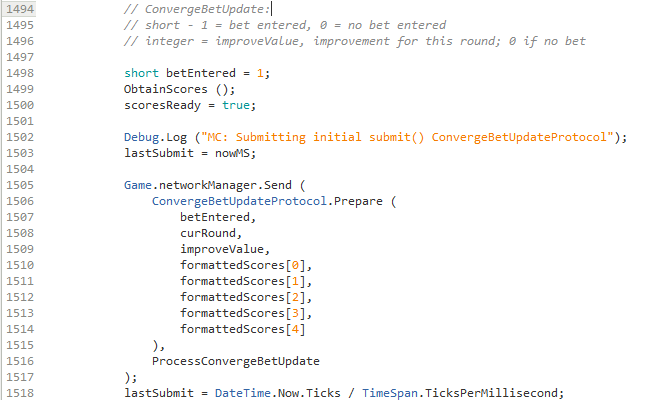 1494 // ConvergeBetUpdate:
1495 // short - 1 = bet entered, 0 = no bet entered
1496 // integer = improveValue, improvement for this round; 0 if no bet
1497
1498 short betEntered = 1;
1499 ObtainScores ();
1500 scoresReady = true;
1501
1502 Debug.Log ("MC: Submitting initial submit() ConvergeBetUpdateProtocol");
1503 lastSubmit = nowMS;
1504
1505 Game.networkManager.Send (
1506 ConvergeBetUpdateProtocol.Prepare (
1507 betEntered,
1508 curRound,
1509 improveValue,
1510 formattedScores[0],
1511 formattedScores[1],
1512 formattedScores[2],
1513 formattedScores[3],
1514 formattedScores[4]
1515 ),
1516 ProcessConvergeBetUpdate
1517 );
1518 lastSubmit = DateTime.Now.Ticks / TimeSpan.TicksPerMillisecond;